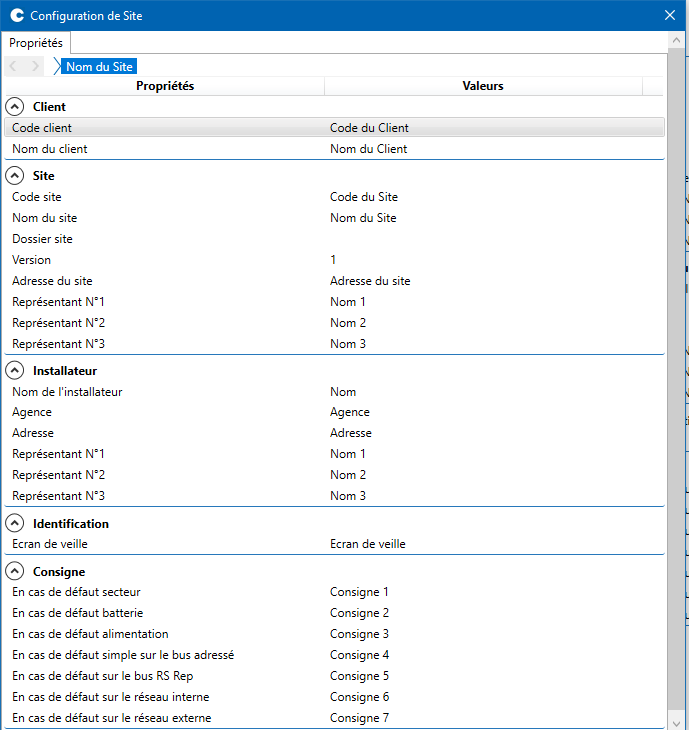 Configuration de Site
Propriétés
Nom du Site
Propriétés Valeurs
Client
Code client Code du Client
Nom du client Nom du Client
Site
Code site Code du Site
Nom du site Nom du Site
Dossier site
Version 1
Adresse du site Adresse du site
Représentant N°1 Nom 1
Représentant N°2 Nom 2
Représentant N°3 Nom 3
Installateur
Nom de l'installateur Nom
Agence Agence
Adresse Adresse
Représentant N°1 Nom 1
Représentant N°2 Nom 2
Représentant N°3 Nom 3
Identification
Ecran de veille Ecran de veille
Consigne
En cas de défaut secteur Consigne 1
En cas de défaut batterie Consigne 2
En cas de défaut alimentation Consigne 3
En cas de défaut simple sur le bus adressé Consigne 4
En cas de défaut sur le bus RS Rep Consigne 5
En cas de défaut sur le réseau interne Consigne 6
En cas de défaut sur le réseau externe Consigne 7